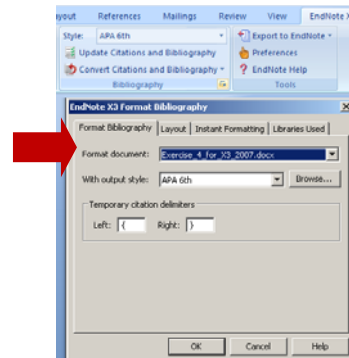 yout References Mailings Review View EndNote X
Style: APA 6th Export to EndNote
Update Citations and Bibliography Preferences
Convert Citations and Bibliography ? EndNote Help
Bibliography Tools
EndNote X3 Format Bibliography
Format Bibliography Layout Instant Formatting Libraries Used
Format document: Exercise_4_for_X3_2007.docx
With output style: APA 6th Browse...
Temporary citation delimiters
Left: { Right: }
OK Cancel Help